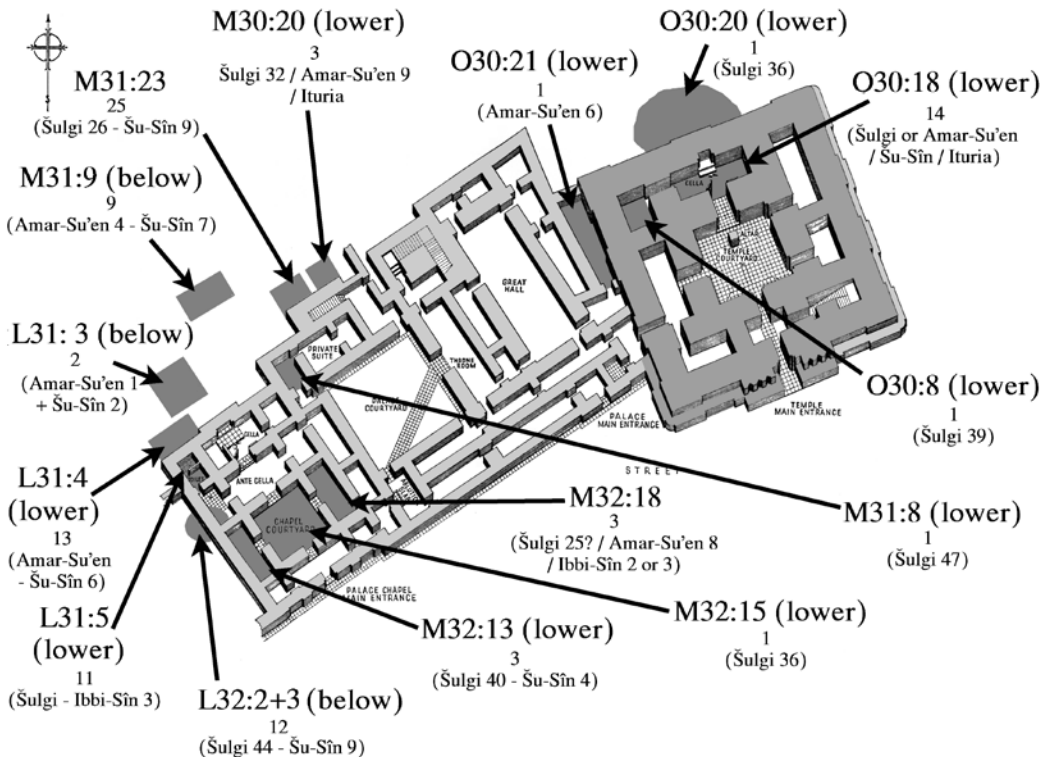 M30:20 (lower)
3
Šulgi 32 / Amar-Su'en 9
/ Ituria
O30:20 (lower)
1
(Šulgi 36)
O30:21 (lower)
1
(Amar-Su'en 6)
M31:23
25
(Šulgi 26 - Šu-Sîn 9)
O30:18 (lower)
14
(Šulgi or Amar-Su'en
/ Šu-Sîn / Ituria)
M31:9 (below)
9
(Amar-Su'en 4 - Šu-Sîn 7)
L31: 3 (below)
2
(Amar-Su'en 1
+ Šu-Sîn 2)
CELLA
ALTAR
TEMPLE
COURTYARD
GREAT
HALL
PRIVATE
SUITE
THRONE
ROOM
PALACE
COURTYARD
O30:8 (lower)
1
(Šulgi 39)
TEMPLE
MAIN ENTRANCE
PALACE
MAIN ENTRANCE
STREET
CELLA
ANTE CELLA
CHAPEL
COURTYARD
L31:4
(lower)
13
(Amar-Su'en
- Šu-Sîn 6)
M32:18
3
(Šulgi 25? / Amar-Su'en 8
/ Ibbi-Sîn 2 or 3)
M31:8 (lower)
1
(Šulgi 47)
PALACE CHAPEL
MAIN ENTRANCE
L31:5
(lower)
11
(Šulgi - Ibbi-Sîn 3)
M32:13 (lower)
3
(Šulgi 40 - Šu-Sîn 4)
M32:15 (lower)
1
(Šulgi 36)
L32:2+3 (below)
12
(Šulgi 44 - Šu-Sîn 9)